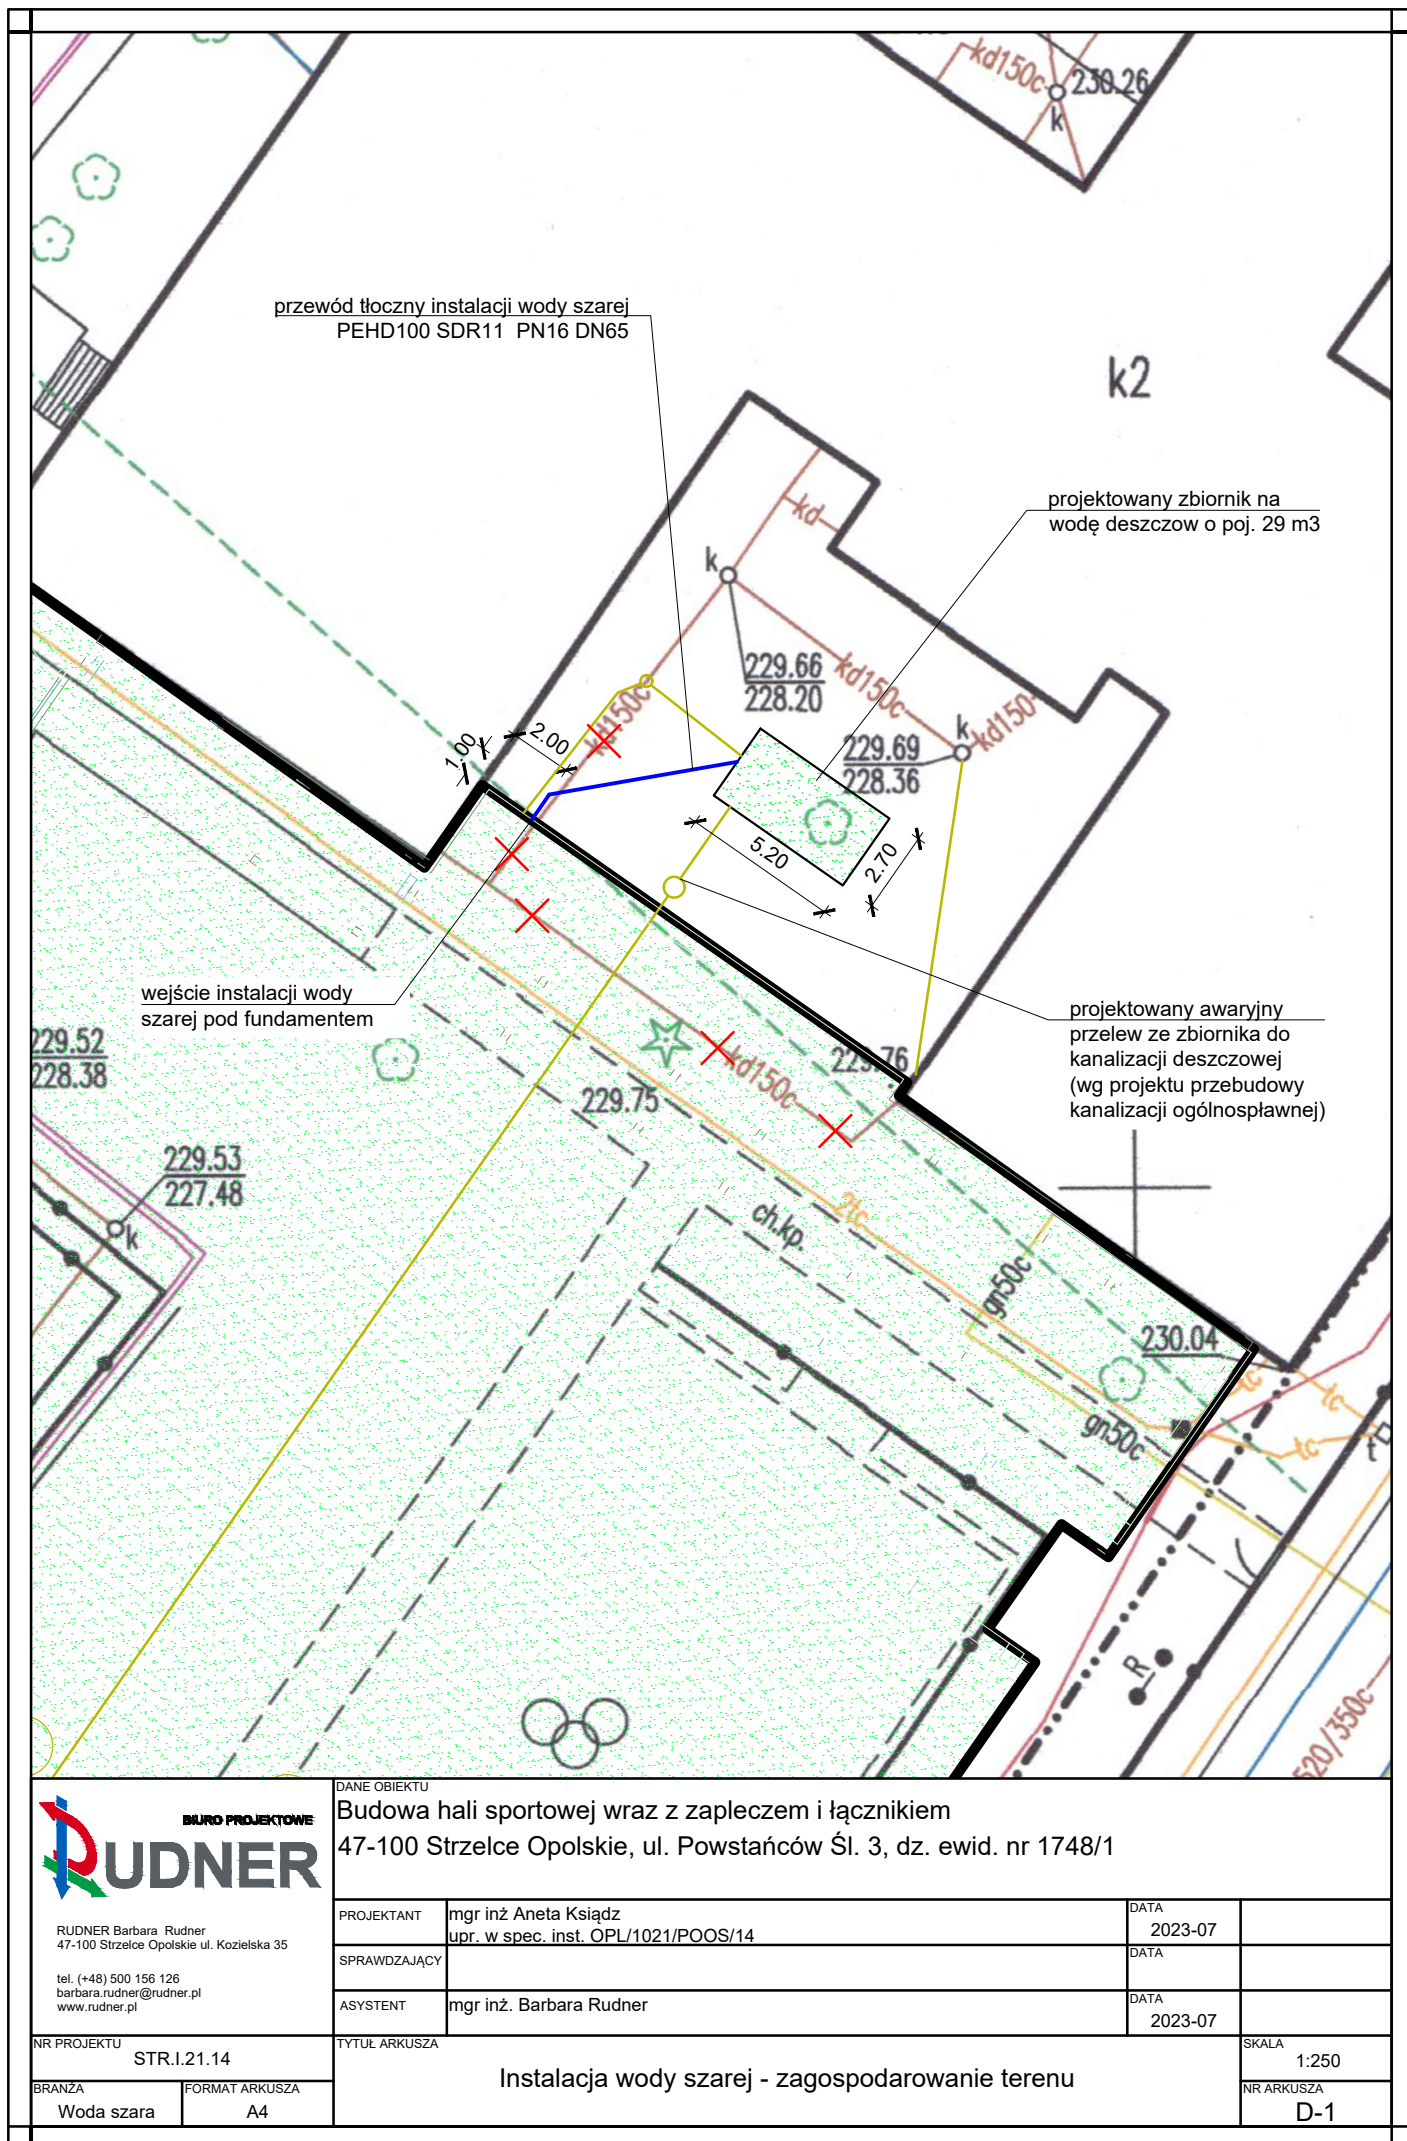 kd150c
230.26
k
przewód tłoczny instalacji wody szarej
PEHD100 SDR11 PN16 DN65
k2
projektowany zbiornik na
wodę deszczow o poj. 29 m3
kd
k
229.66
228.20
kd150c
k
kd150
kd150c
229.69
228.36
2.00
1.00
5.20
2.70
wejście instalacji wody
szarej pod fundamentem
projektowany awaryjny
przelew ze zbiornika do
kanalizacji deszczowej
(wg projektu przebudowy
kanalizacji ogólnospławnej)
229.52
228.38
229.76
kd150c
229.75
229.53
227.48
k
2tc
ch.kp.
gn50c
230.04
tc
tc
gn50c
tc
t
R
520/350c
BIURO PROJEKTOWE
RUDNER
RUDNER Barbara Rudner
47-100 Strzelce Opolskie ul. Kozielska 35
tel. (+48) 500 156 126
barbara.rudner@rudner.pl
www.rudner.pl
DANE OBIEKTU
Budowa hali sportowej wraz z zapleczem i łącznikiem
47-100 Strzelce Opolskie, ul. Powstańców Śl. 3, dz. ewid. nr 1748/1
PROJEKTANT
mgr inż Aneta Ksiądz
upr. w spec. inst. OPL/1021/POOS/14
DATA
2023-07
SPRAWDZAJĄCY
DATA
ASYSTENT
mgr inż. Barbara Rudner
DATA
2023-07
NR PROJEKTU
STR.I.21.14
TYTUŁ ARKUSZA
Instalacja wody szarej - zagospodarowanie terenu
SKALA
1:250
BRANŻA
Woda szara
FORMAT ARKUSZA
A4
NR ARKUSZA
D-1